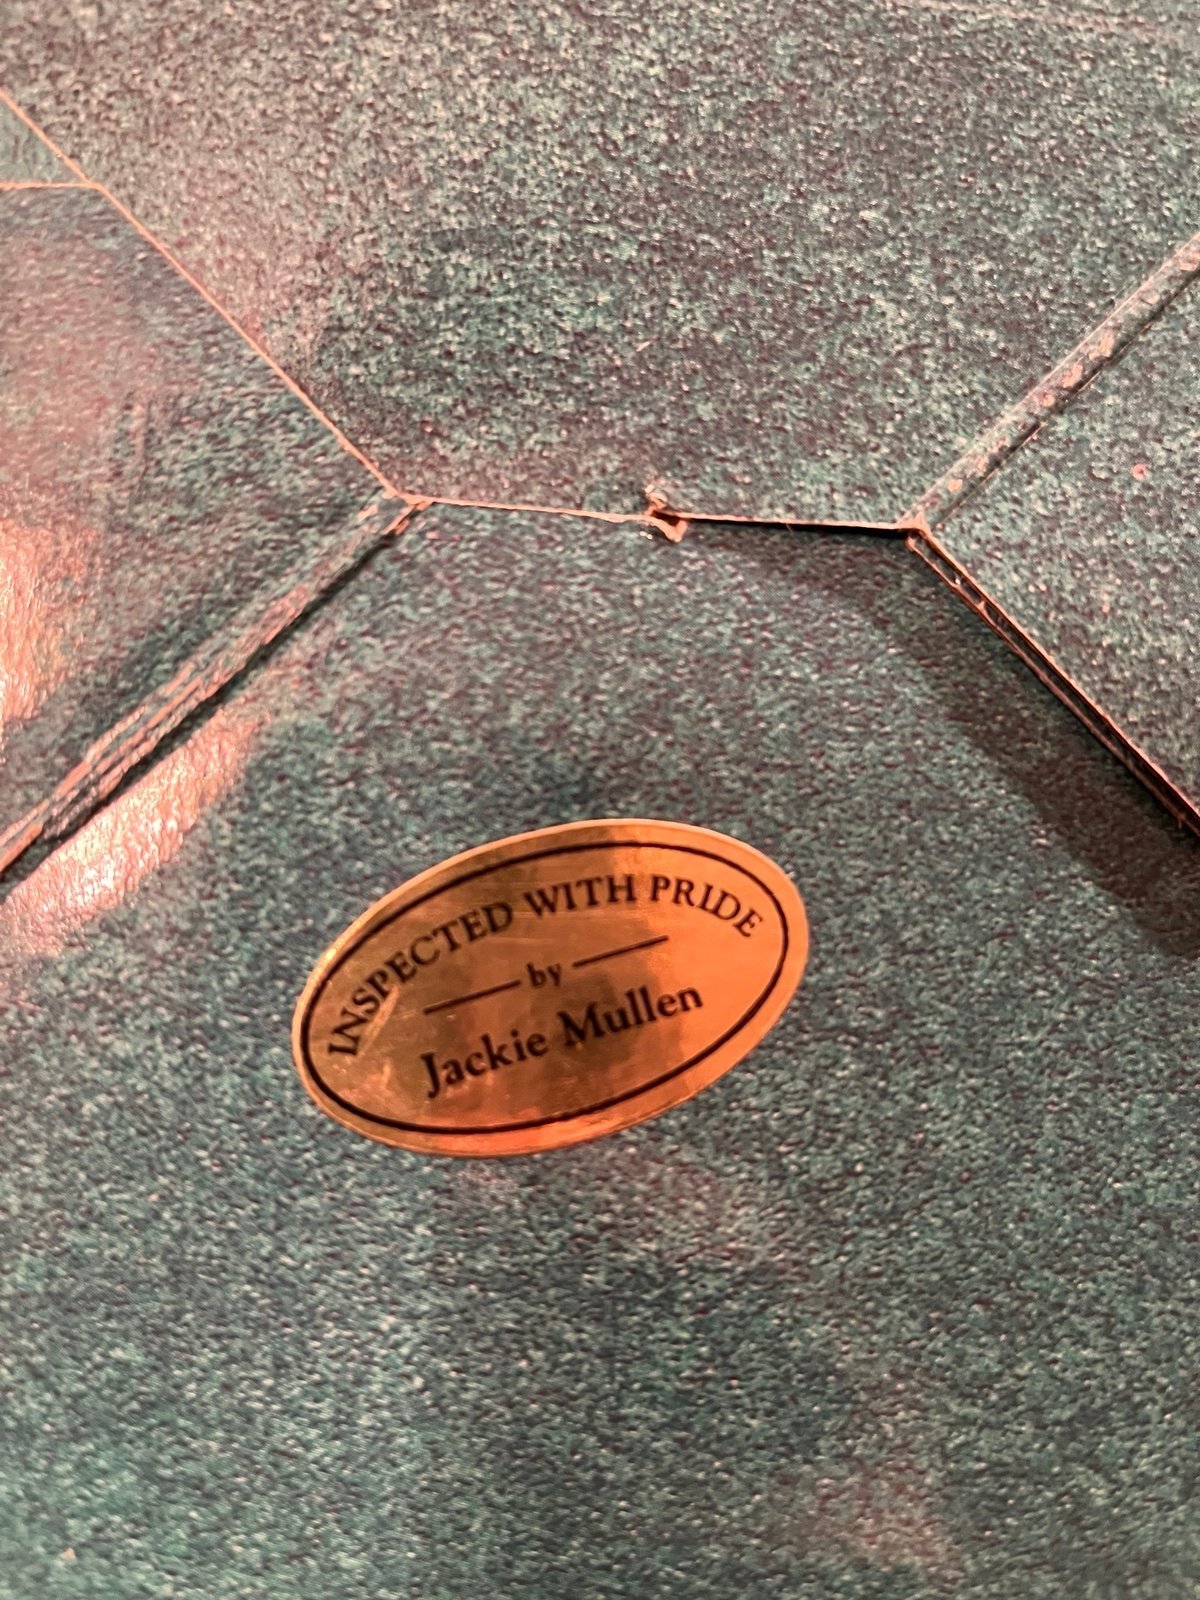 INSPECTED WITH PRIDE
by
Jackie Mullen